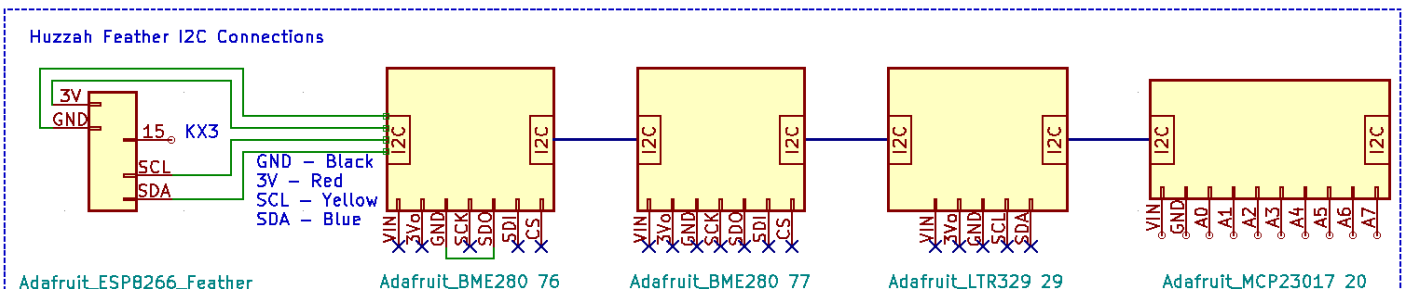 Huzzah Feather I2C Connections
3V
GND
15
KX3
SCL
SDA
GND – Black
3V – Red
SCL – Yellow
SDA – Blue
Adafruit_ESP8266_Feather
I2C
I2C
VIN
3Vo
GND
SCK
SDO
SDI
CS
Adafruit_BME280 76
I2C
I2C
VIN
3Vo
GND
SCK
SDO
SDI
CS
Adafruit_BME280 77
I2C
I2C
VIN
3Vo
GND
SCL
SDA
Adafruit_LTR329 29
I2C
I2C
VIN
GND
A0
A1
A2
A3
A4
A5
A6
A7
Adafruit_MCP23017 20